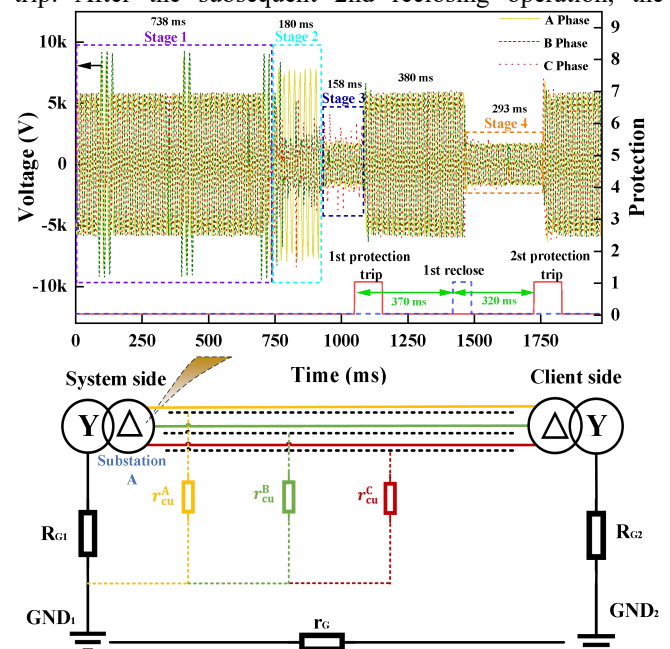 trip. After the subsequent 2nd reclosing operation, the
738 ms
Stage 1
180 ms
Stage 2
158 ms
Stage 3
380 ms
293 ms
Stage 4
A Phase
B Phase
C Phase
10k
5k
0
-5k
-10k
Voltage (V)
9
8
7
6
5
4
3
2
1
0
Protection
1st protection
trip
1st reclose
2st protection
trip
370 ms
320 ms
0
250
500
750
1000
1250
1500
1750
Time (ms)
System side
Client side
Y
Δ
Δ
Y
Substation
A
r_cu^A
r_cu^B
r_cu^C
R_G1
R_G2
GND_1
GND_2
r_G